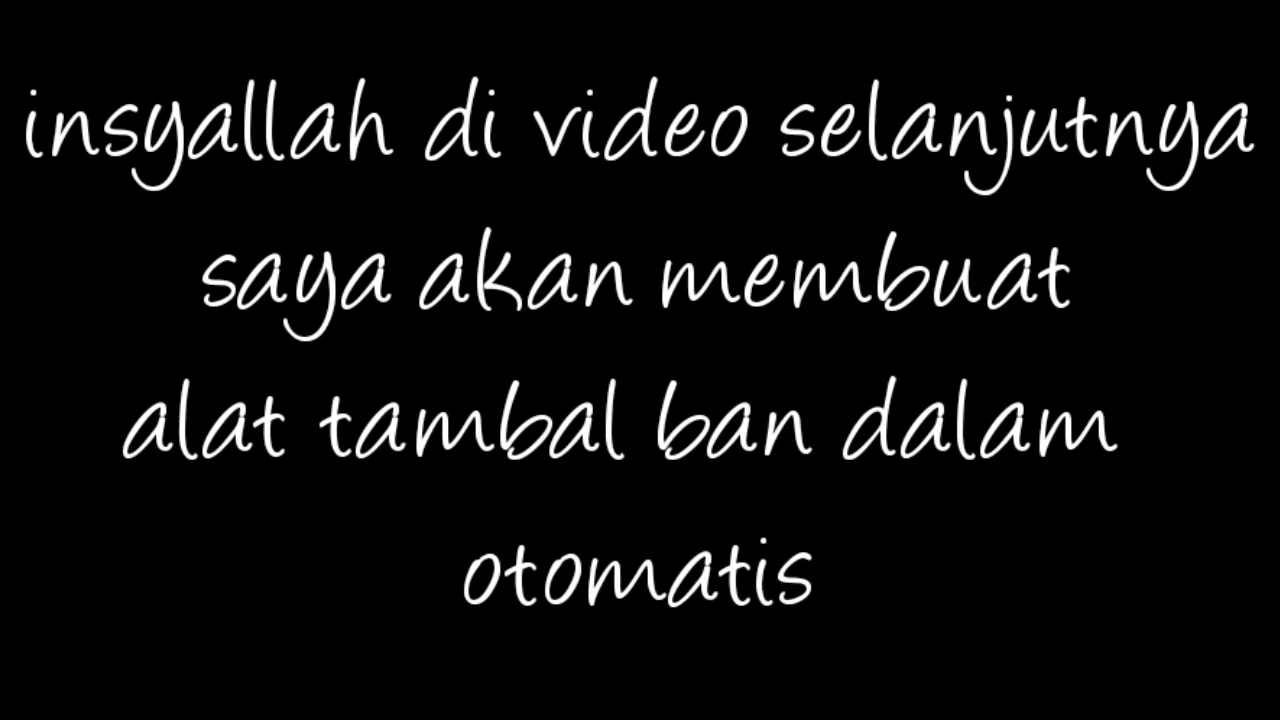 insyallah di video selanjutnya
saya akan membuat
alat tambal ban dalam
otomatis